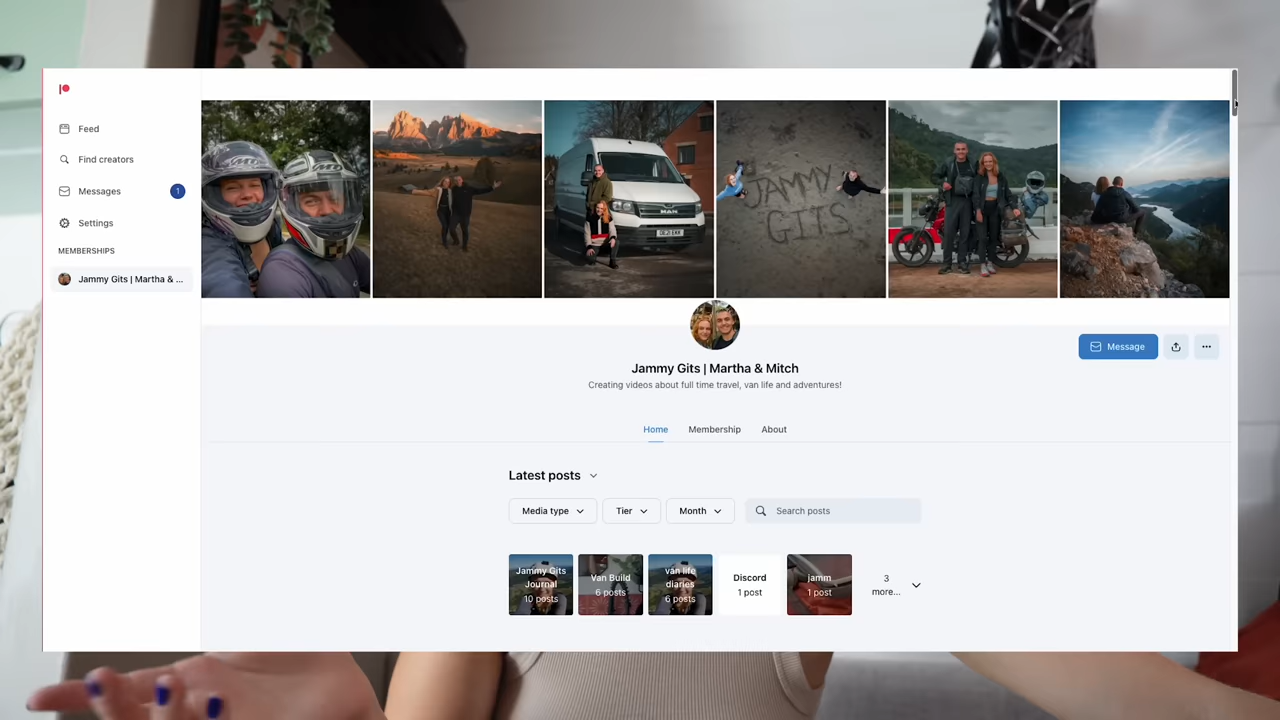 Feed
Find creators
Messages
1
Settings
MEMBERSHIPS
Jammy Gits | Martha & ...
MAN
JAMMY
GITS
Jammy Gits | Martha & Mitch
Creating videos about full time travel, van life and adventures!
Message
Home
Membership
About
Latest posts
Media type
Tier
Month
Search posts
Jammy Gits
Journal
10 posts
Van Build
6 posts
van life
diaries
6 posts
Discord
1 post
jamm
1 post
3
more...